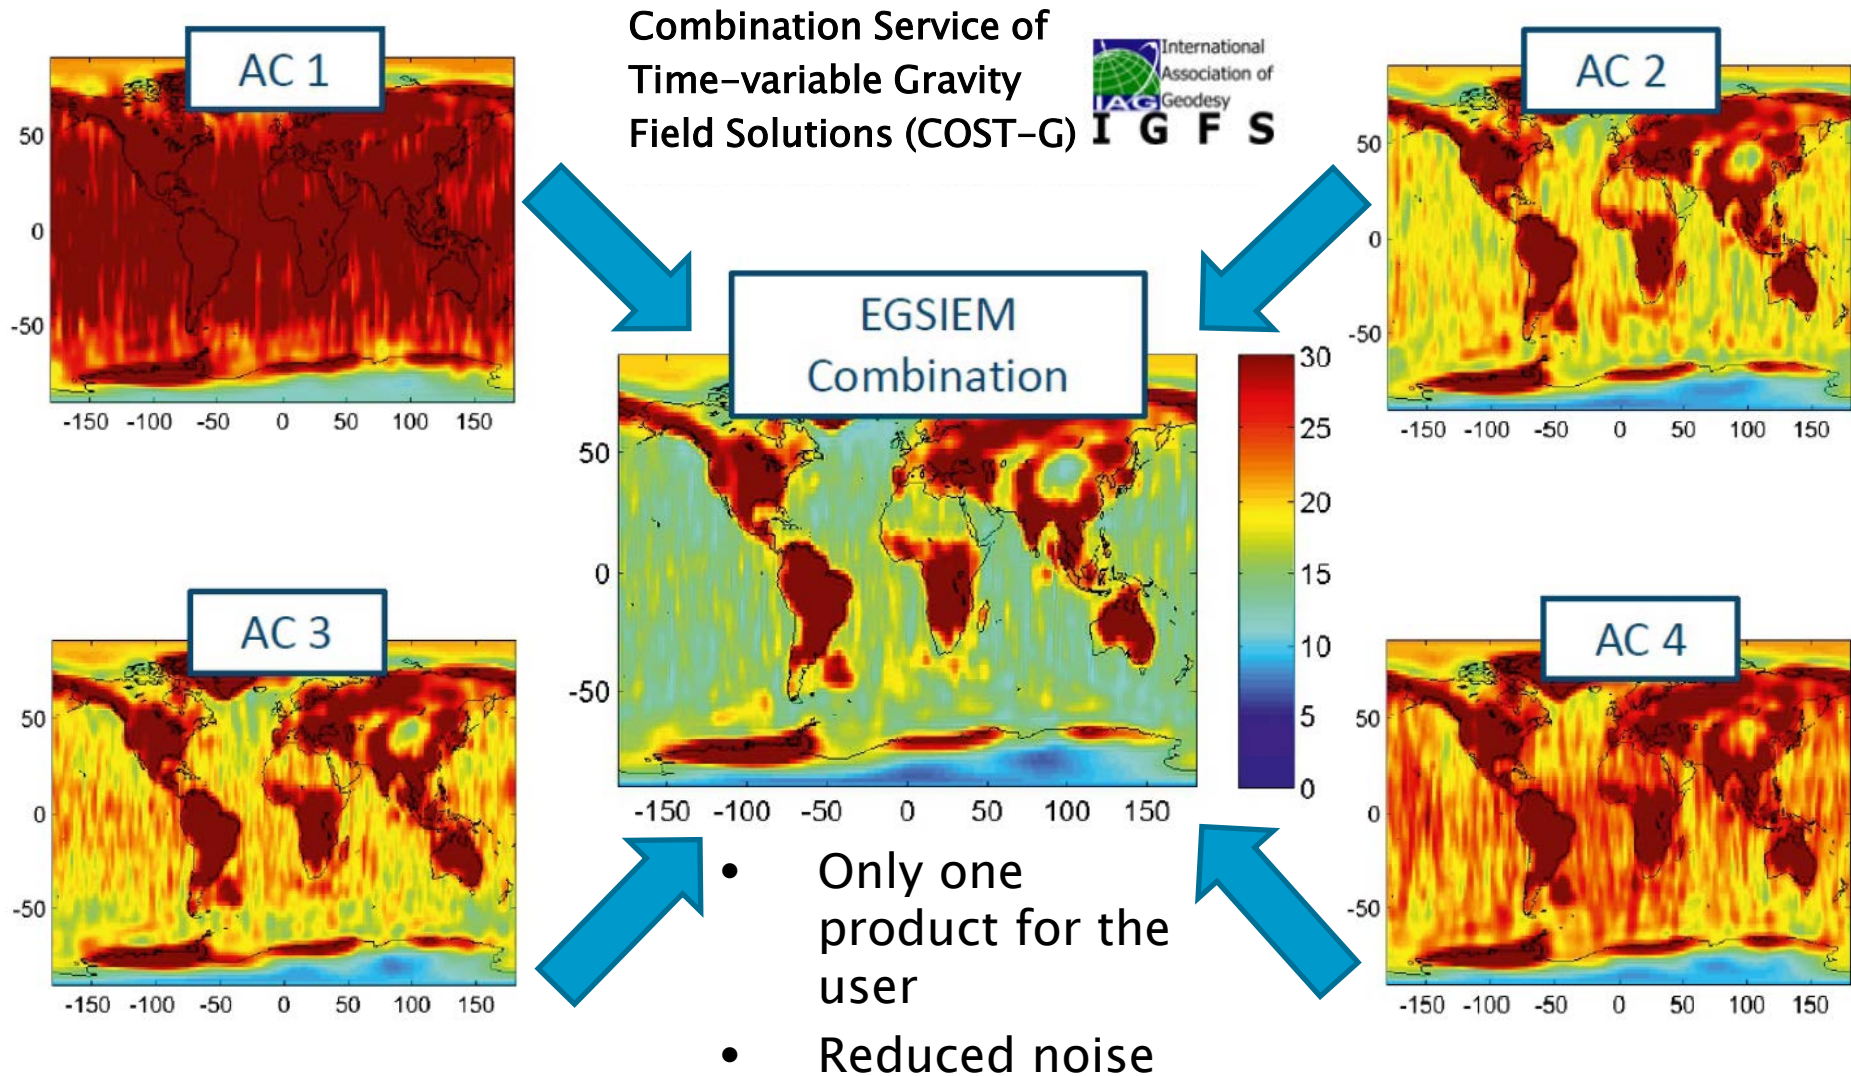 Combination Service of
Time-variable Gravity
Field Solutions (COST-G)
International
Association of
Geodesy
IAG
I G F S
AC 1
50
0
-50
-150 -100 -50 0 50 100 150
AC 2
50
0
-50
-150 -100 -50 0 50 100 150
EGSIEM
Combination
50
0
-50
-150 -100 -50 0 50 100 150
30
25
20
15
10
5
0
AC 3
50
0
-50
-150 -100 -50 0 50 100 150
AC 4
50
0
-50
-150 -100 -50 0 50 100 150
• Only one
product for the
user
• Reduced noise